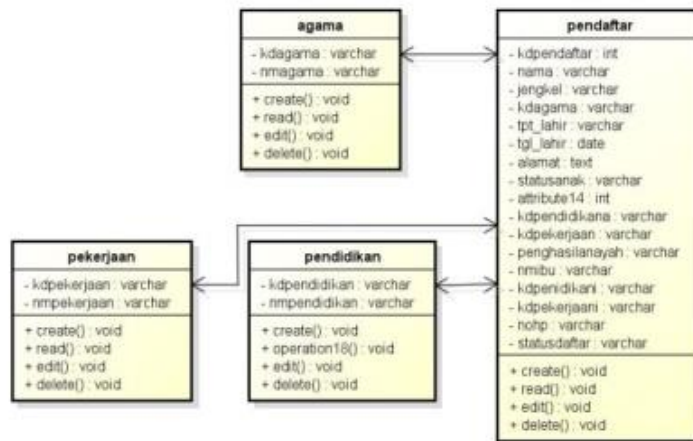 agama
- kdagama : varchar
- nmagama : varchar
+ create() : void
+ read() : void
+ edit() : void
+ delete() : void
pendaftar
- kdpendaftar : int
- nama : varchar
- jengkel : varchar
- kdagama : varchar
- tpt_lahir : varchar
- tgl_lahir : date
- alamat : text
- statusanak : varchar
- attribute14 : int
- kdpendidikana : varchar
- kdpekerjaan : varchar
- penghasilanayah : varchar
- nmibu : varchar
- kdpenidikani : varchar
- kdpekerjaani : varchar
- nohp : varchar
- statusdaftar : varchar
+ create() : void
+ read() : void
+ edit() : void
+ delete() : void
pekerjaan
- kdpekerjaan : varchar
- nmpekerjaan : varchar
+ create() : void
+ read() : void
+ edit() : void
+ delete() : void
pendidikan
- kdpendidikan : varchar
- nmpendidikan : varchar
+ create() : void
+ operation18() : void
+ edit() : void
+ delete() : void